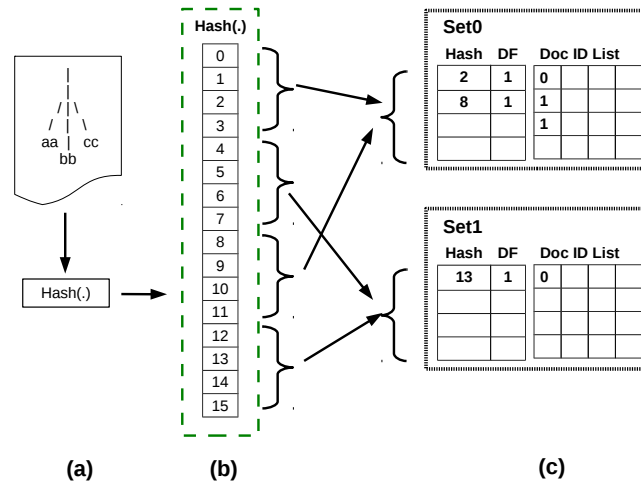 aa
bb
cc
Hash(.)
(a)
Hash(.)
0
1
2
3
4
5
6
7
8
9
10
11
12
13
14
15
(b)
Set0
Hash DF Doc ID List
2 1 0
8 1 1
1
Set1
Hash DF Doc ID List
13 1 0
(c)